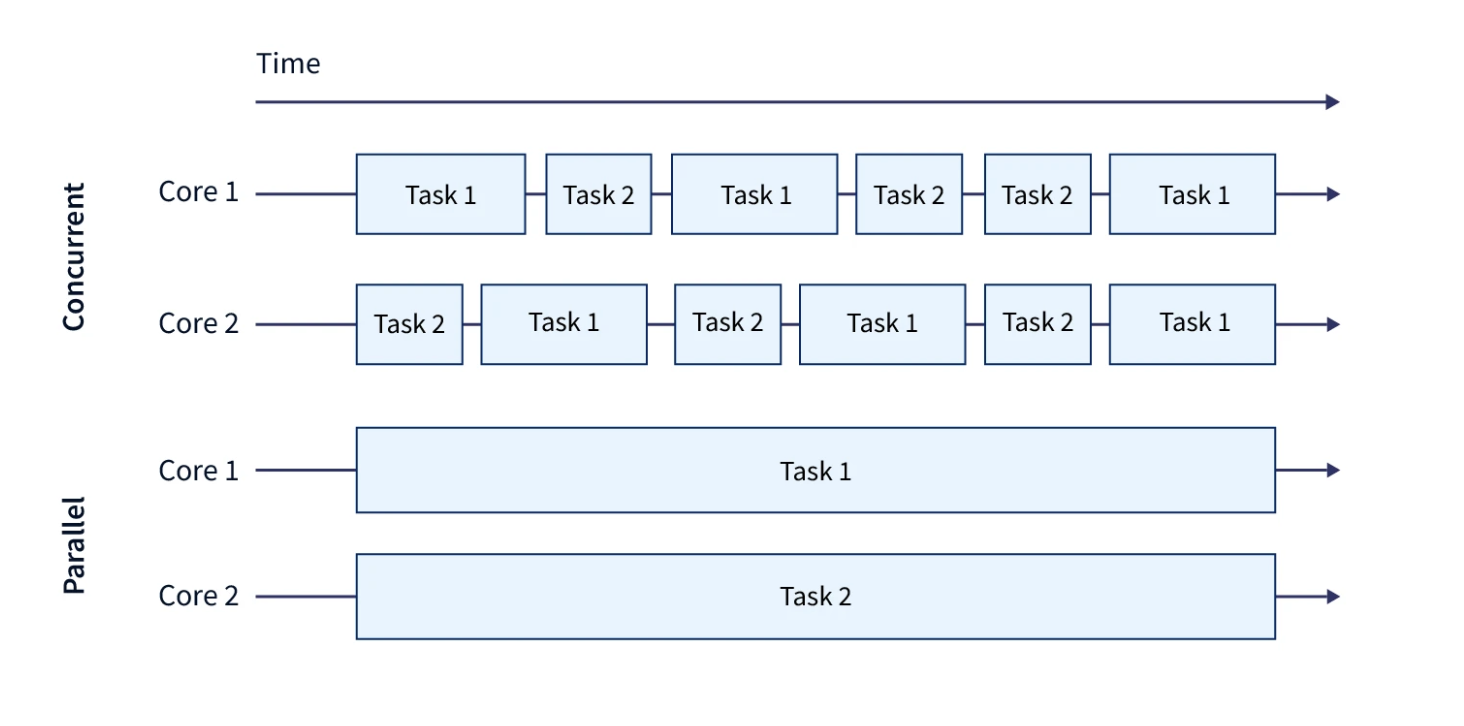 Time
Concurrent
Core 1 Task 1 Task 2 Task 1 Task 2 Task 2 Task 1
Core 2 Task 2 Task 1 Task 2 Task 1 Task 2 Task 1
Parallel
Core 1 Task 1
Core 2 Task 2